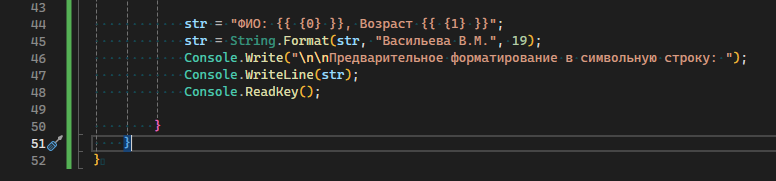 43
44 str = "ФИО: {{ {0} }}, Возраст {{ {1} }}";
45 str = String.Format(str, "Васильева В.М.", 19);
46 Console.Write("\n\nПредварительное форматирование в символьную строку: ");
47 Console.WriteLine(str);
48 Console.ReadKey();
49
50 }
51 }
52 }